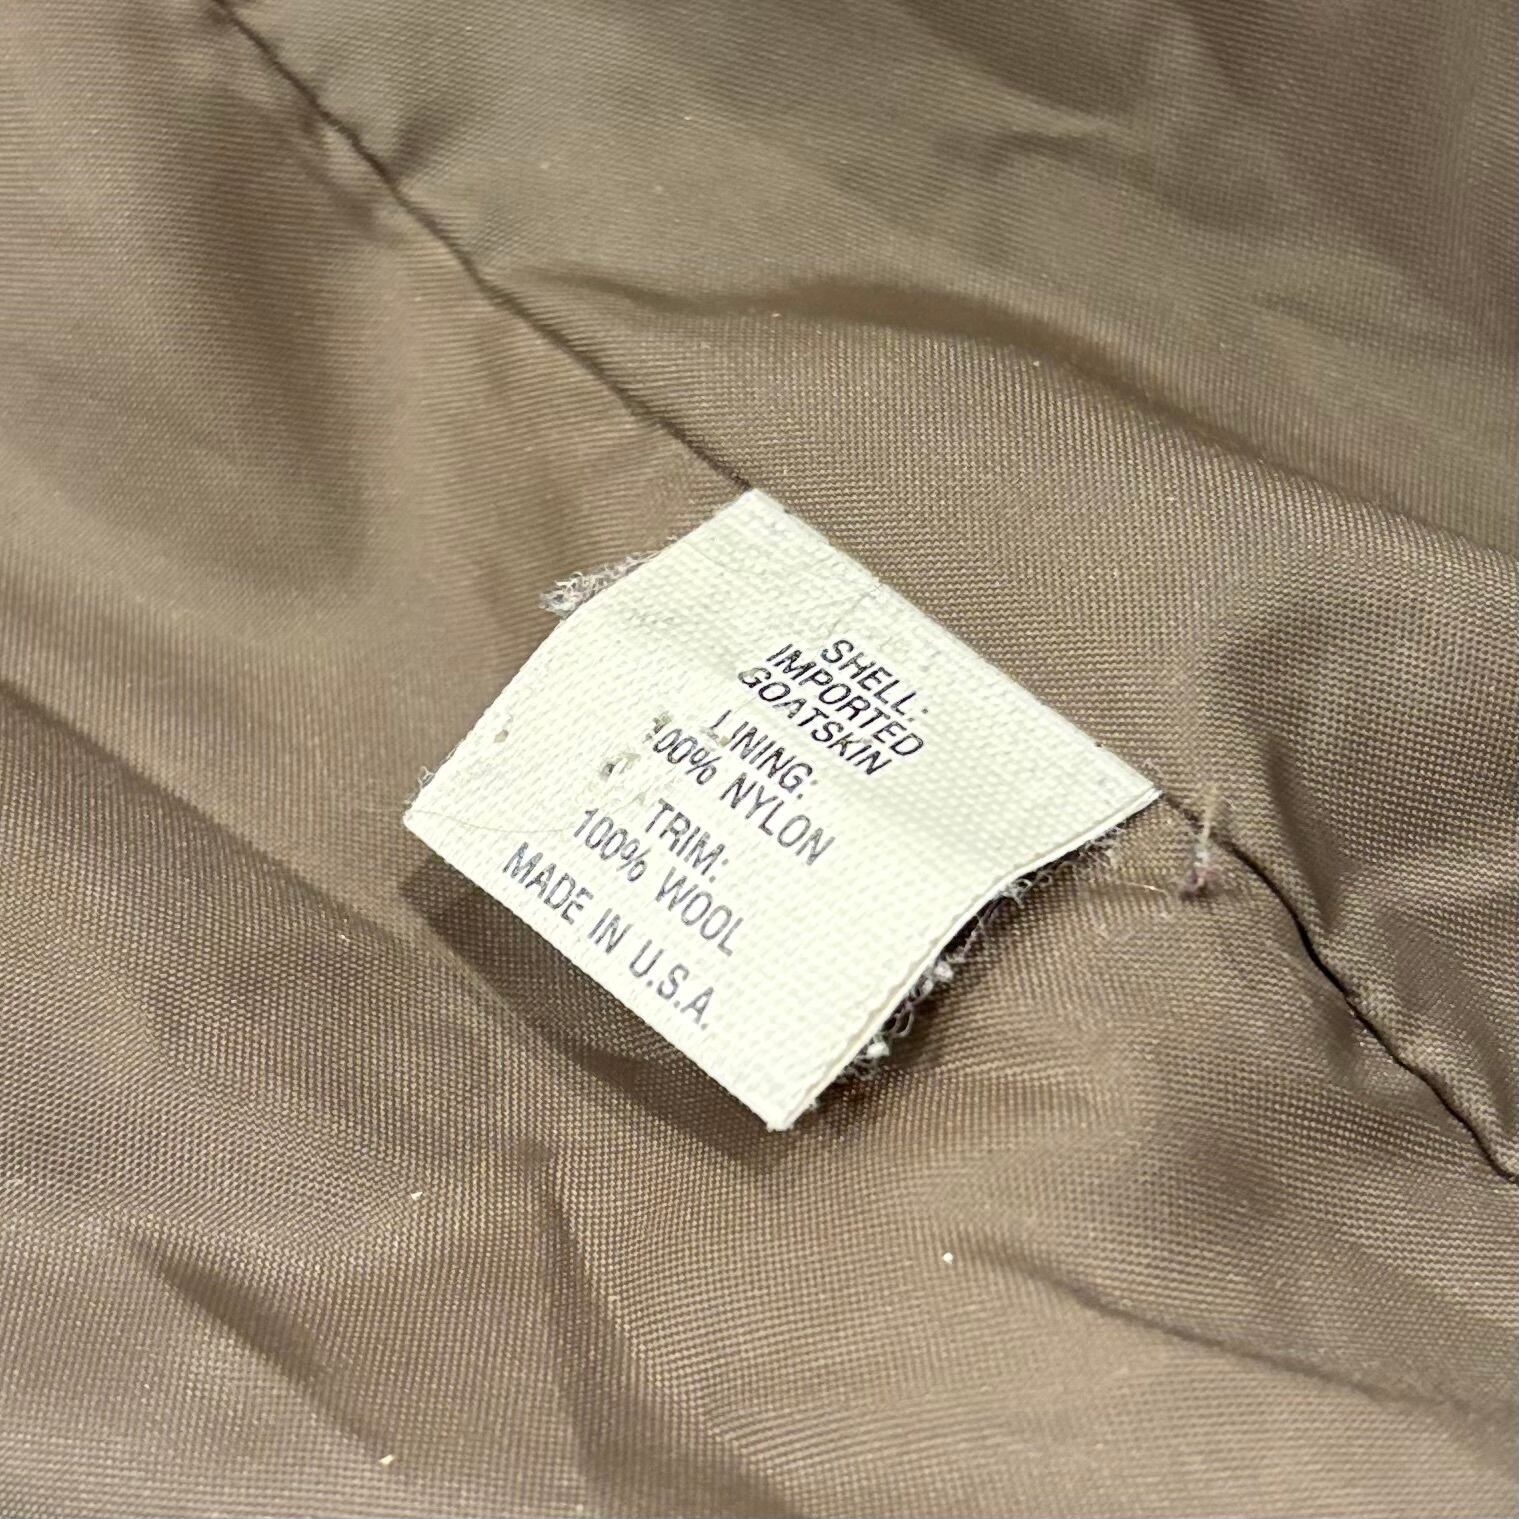 SHELL:
IMPORTED
GOATSKIN
LINING:
100% NYLON
TRIM:
100% WOOL
MADE IN U.S.A.